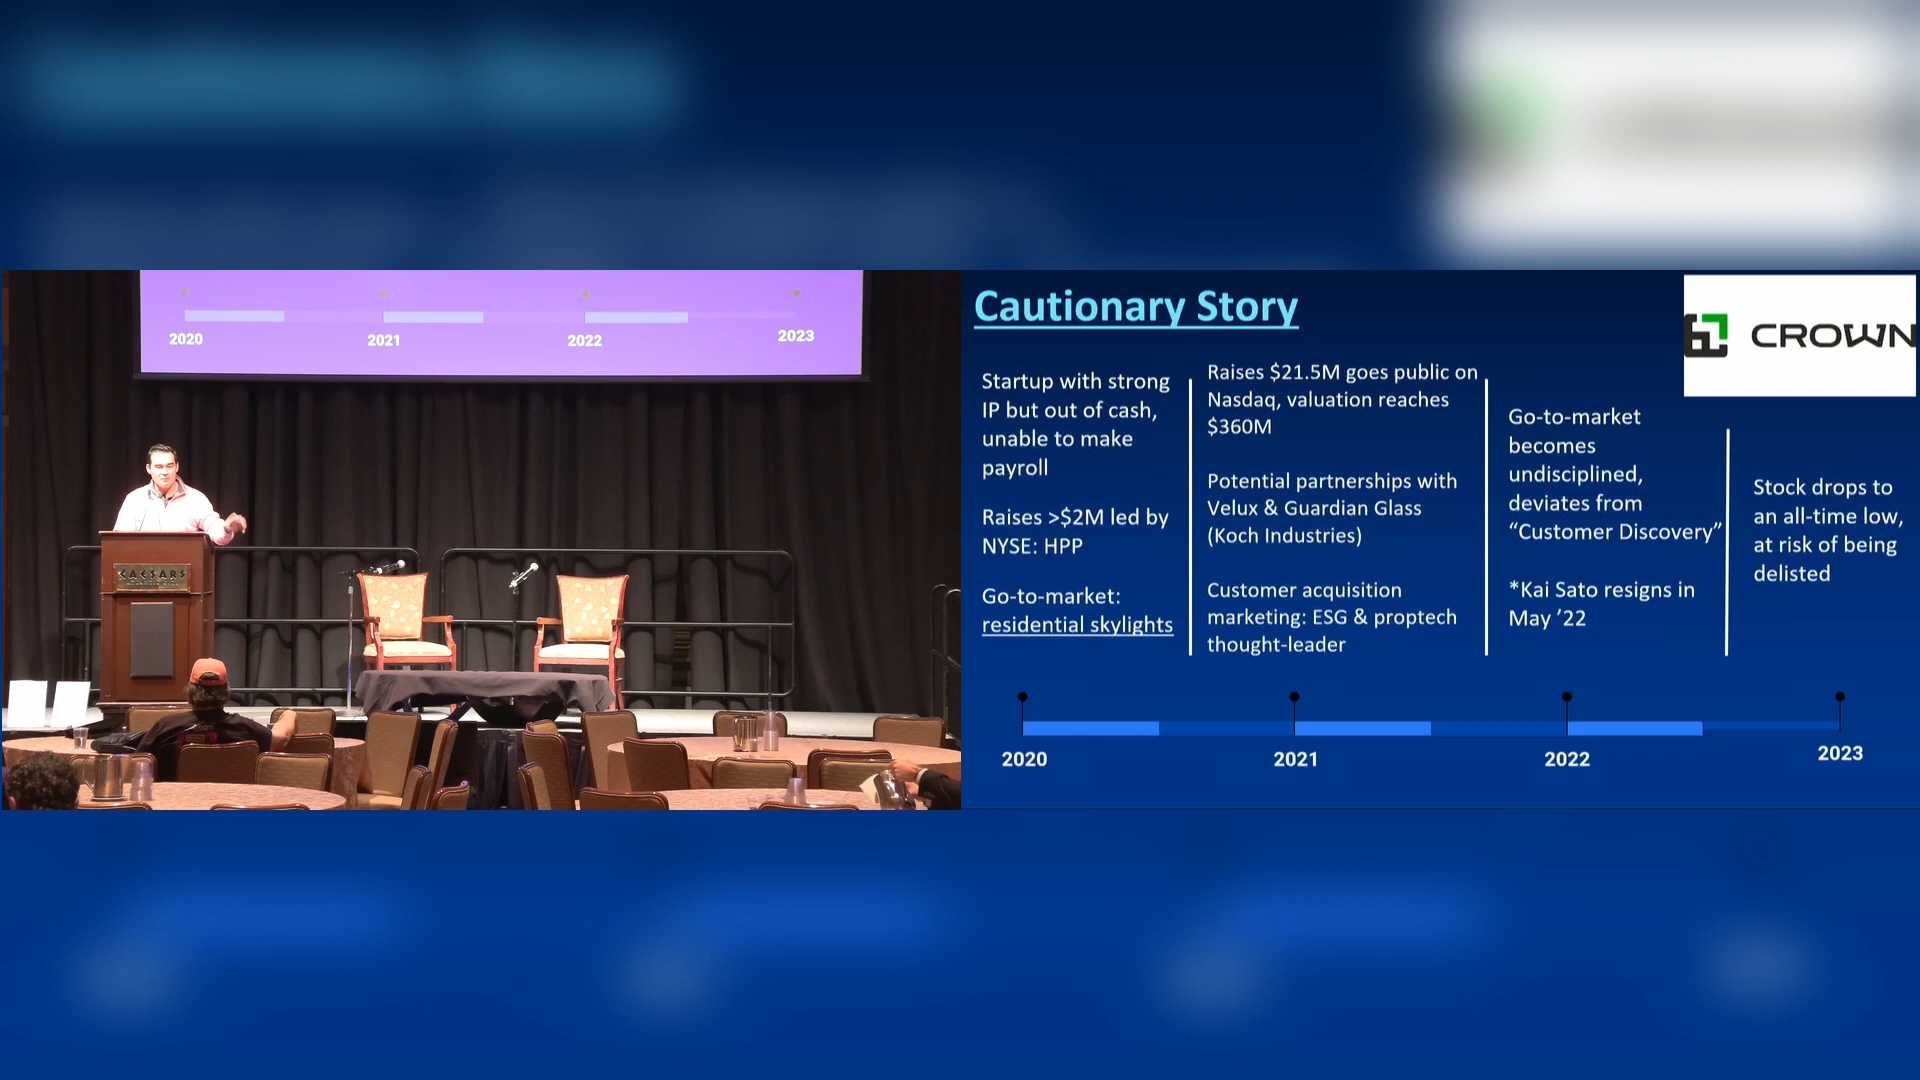 2020
2021
2022
2023
CAESARS
Cautionary Story
CROWN
Startup with strong
IP but out of cash,
unable to make
payroll
Raises >$2M led by
NYSE: HPP
Go-to-market:
residential skylights
Raises $21.5M goes public on
Nasdaq, valuation reaches
$360M
Potential partnerships with
Velux & Guardian Glass
(Koch Industries)
Customer acquisition
marketing: ESG & proptech
thought-leader
Go-to-market
becomes
undisciplined,
deviates from
“Customer Discovery”
*Kai Sato resigns in
May ’22
Stock drops to
an all-time low,
at risk of being
delisted
2020
2021
2022
2023